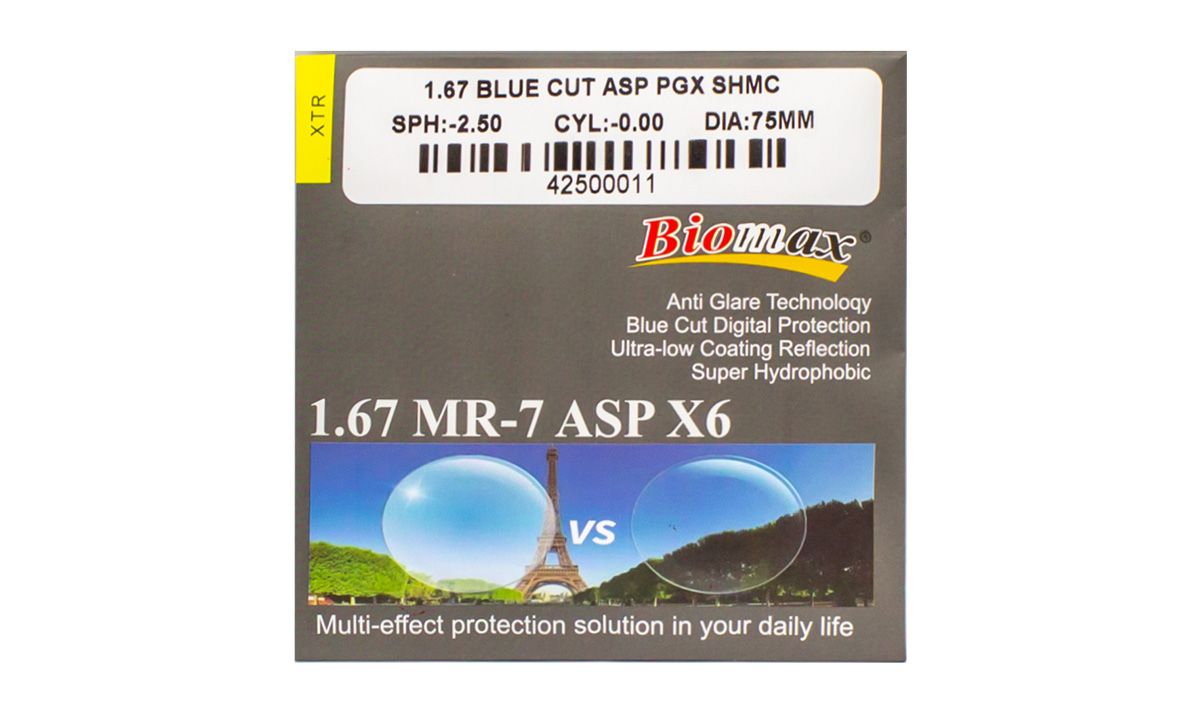 XTR
1.67 BLUE CUT ASP PGX SHMC
SPH:-2.50 CYL:-0.00 DIA:75MM
42500011
Biomax®
Anti Glare Technology
Blue Cut Digital Protection
Ultra-low Coating Reflection
Super Hydrophobic
1.67 MR-7 ASP X6
vs
Multi-effect protection solution in your daily life